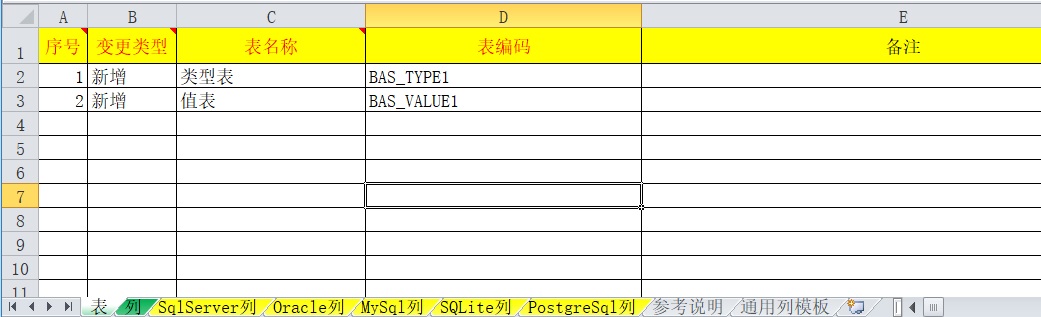 A B C D E
1 序号 变更类型 表名称 表编码 备注
2 1 新增 类型表 BAS_TYPE1
3 2 新增 值表 BAS_VALUE1
4
5
6
7
8
9
10
11
表 列 SqlServer列 Oracle列 MySql列 SQLite列 PostgreSql列 参考说明 通用列模板